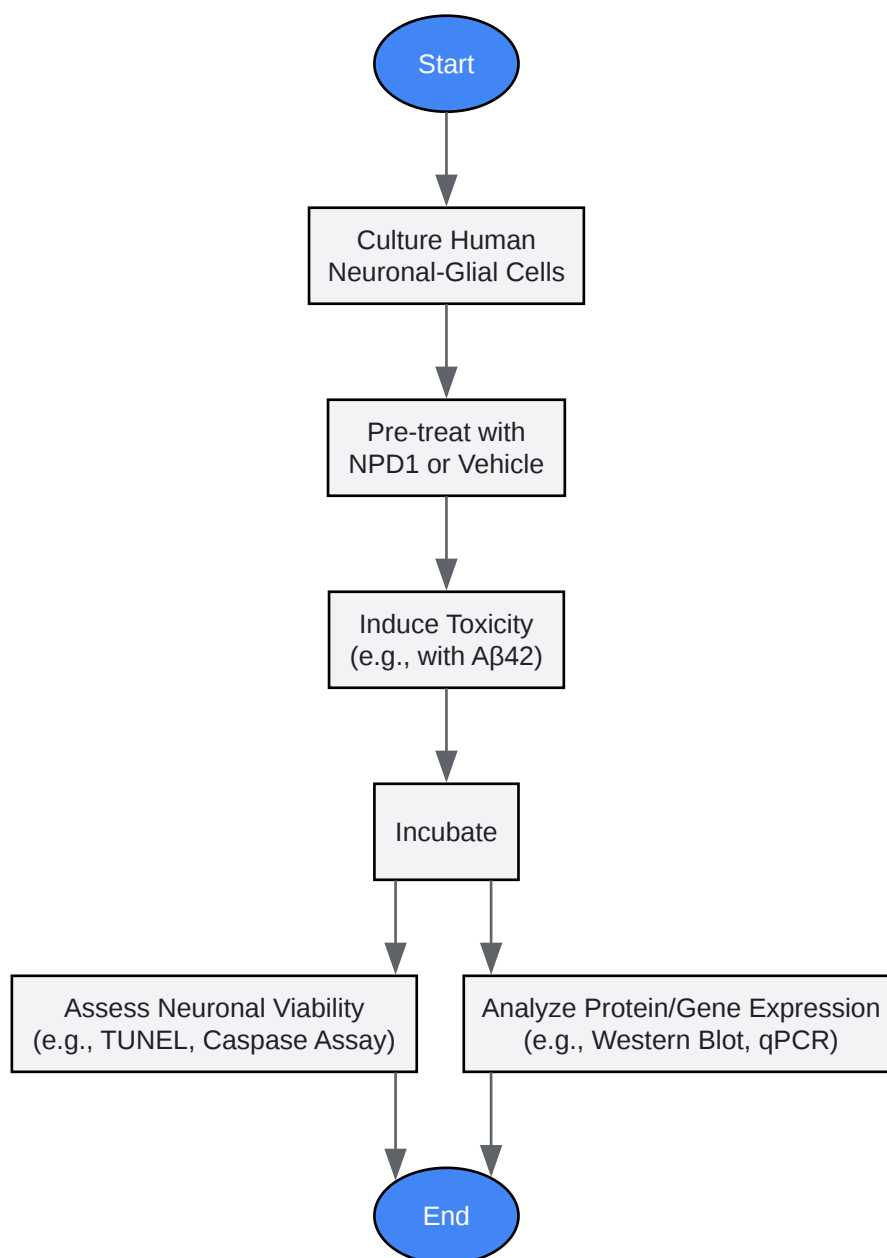 Start
Culture Human
Neuronal-Glial Cells
Pre-treat with
NPD1 or Vehicle
Induce Toxicity
(e.g., with Aβ42)
Incubate
Assess Neuronal Viability
(e.g., TUNEL, Caspase Assay)
Analyze Protein/Gene Expression
(e.g., Western Blot, qPCR)
End